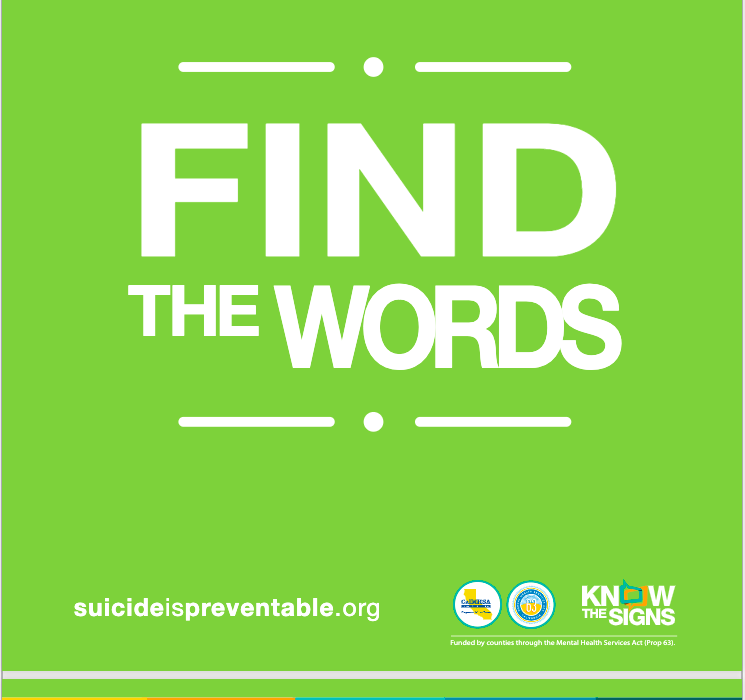 FIND
THE WORDS
suicideispreventable.org
CalMHSA
KNOW
THE SIGNS
Funded by counties through the Mental Health Services Act (Prop 63).